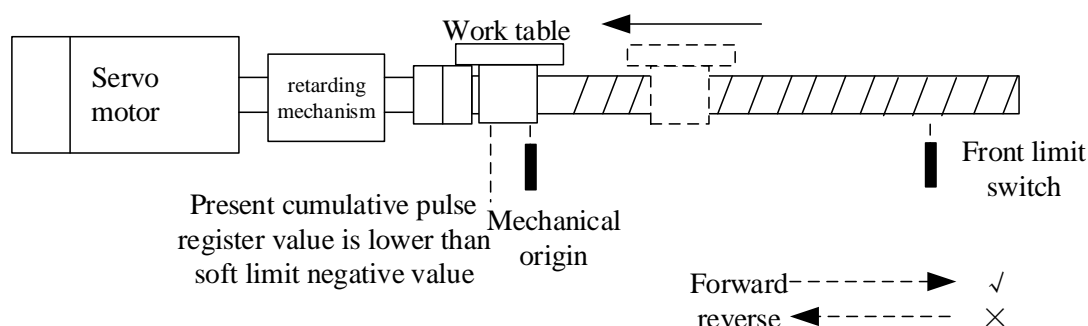 Work table
Servo
motor
retarding
mechanism
Front limit
switch
Present cumulative pulse
register value is lower than
soft limit negative value
Mechanical
origin
Forward √
reverse ×